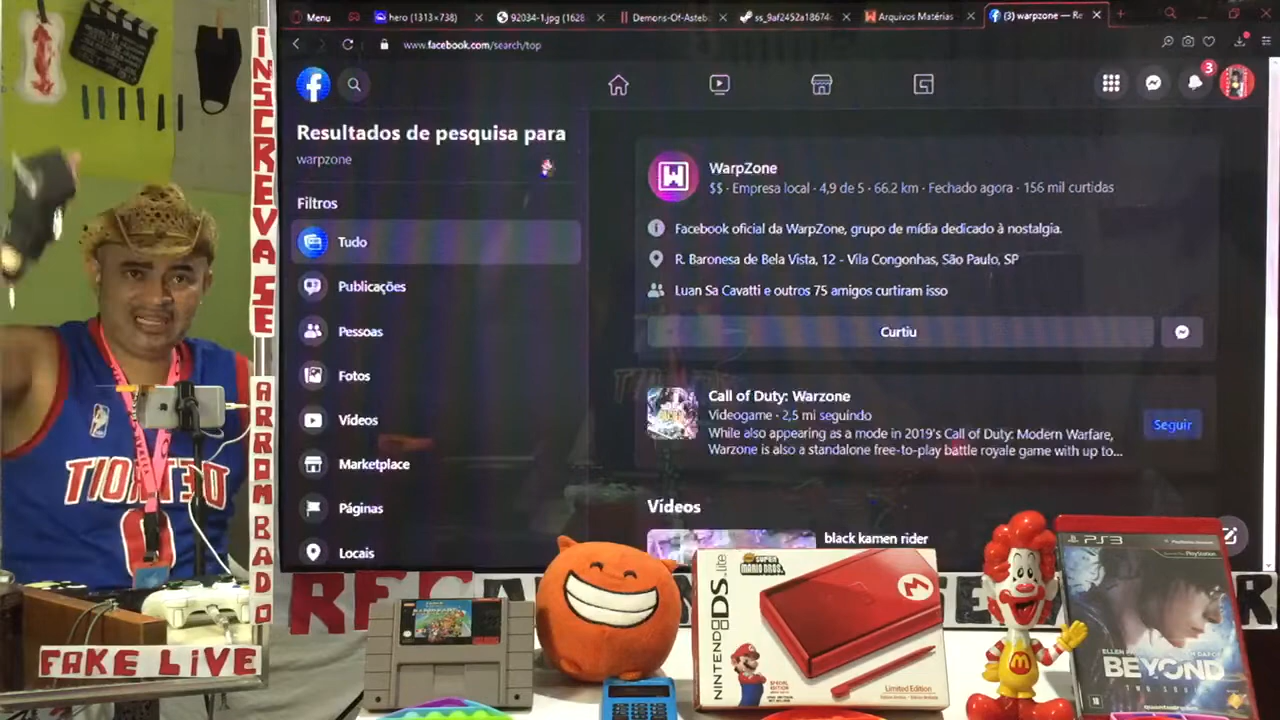 Menu
hero (1313×738)
92034-1.jpg (1628
Demons-Of-Asteb
ss_9af2452a18674
Arquivos Matérias
(3) warpzone — Re
www.facebook.com/search/top
3
Resultados de pesquisa para
warpzone
Filtros
Tudo
Publicações
Pessoas
Fotos
Vídeos
Marketplace
Páginas
Locais
WarpZone
$$ · Empresa local · 4,9 de 5 · 66.2 km · Fechado agora · 156 mil curtidas
Facebook oficial da WarpZone, grupo de mídia dedicado à nostalgia.
R. Baronesa de Bela Vista, 12 - Vila Congonhas, São Paulo, SP
Luan Sa Cavatti e outros 75 amigos curtiram isso
Curtiu
Call of Duty: Warzone
Videogame · 2,5 mi seguindo
While also appearing as a mode in 2019's Call of Duty: Modern Warfare,
Warzone is also a standalone free-to-play battle royale game with up to...
Seguir
Vídeos
black kamen rider
INSCREVA SE
ARROMBADO
FAKE LIVE
DETROIT
0
NEW SUPER
MARIO BROS.
NINTENDO DS lite
M
Limited Edition
PS3
BEYOND
TWO SOULS